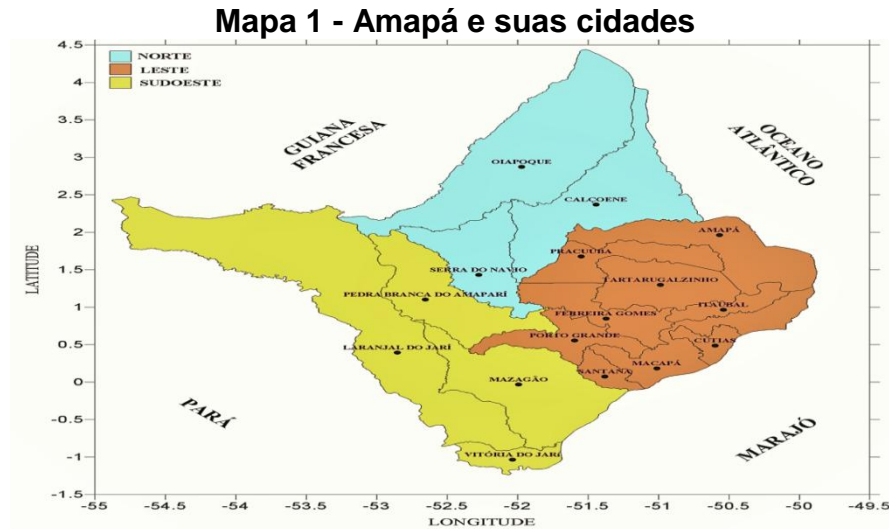 Mapa 1 - Amapá e suas cidades
NORTE
LESTE
SUDOESTE
GUIANA
FRANCESA
OCEANO
ATLÂNTICO
OIAPOQUE
CALÇOENE
AMAPÁ
PRACUÚBA
SERRA DO NAVIO
TARTARUGALZINHO
PEDRA BRANCA DO AMAPARÍ
ITAUBAL
FERREIRA GOMES
PORTO GRANDE
CUTIAS
LARANJAL DO JARÍ
MACAPÁ
SANTANA
MAZAGÃO
PARÁ
MARAJÓ
VITÓRIA DO JARÍ
LATITUDE
4.5
4
3.5
3
2.5
2
1.5
1
0.5
0
-0.5
-1
-1.5
-55 -54.5 -54 -53.5 -53 -52.5 -52 -51.5 -51 -50.5 -50 -49.5
LONGITUDE